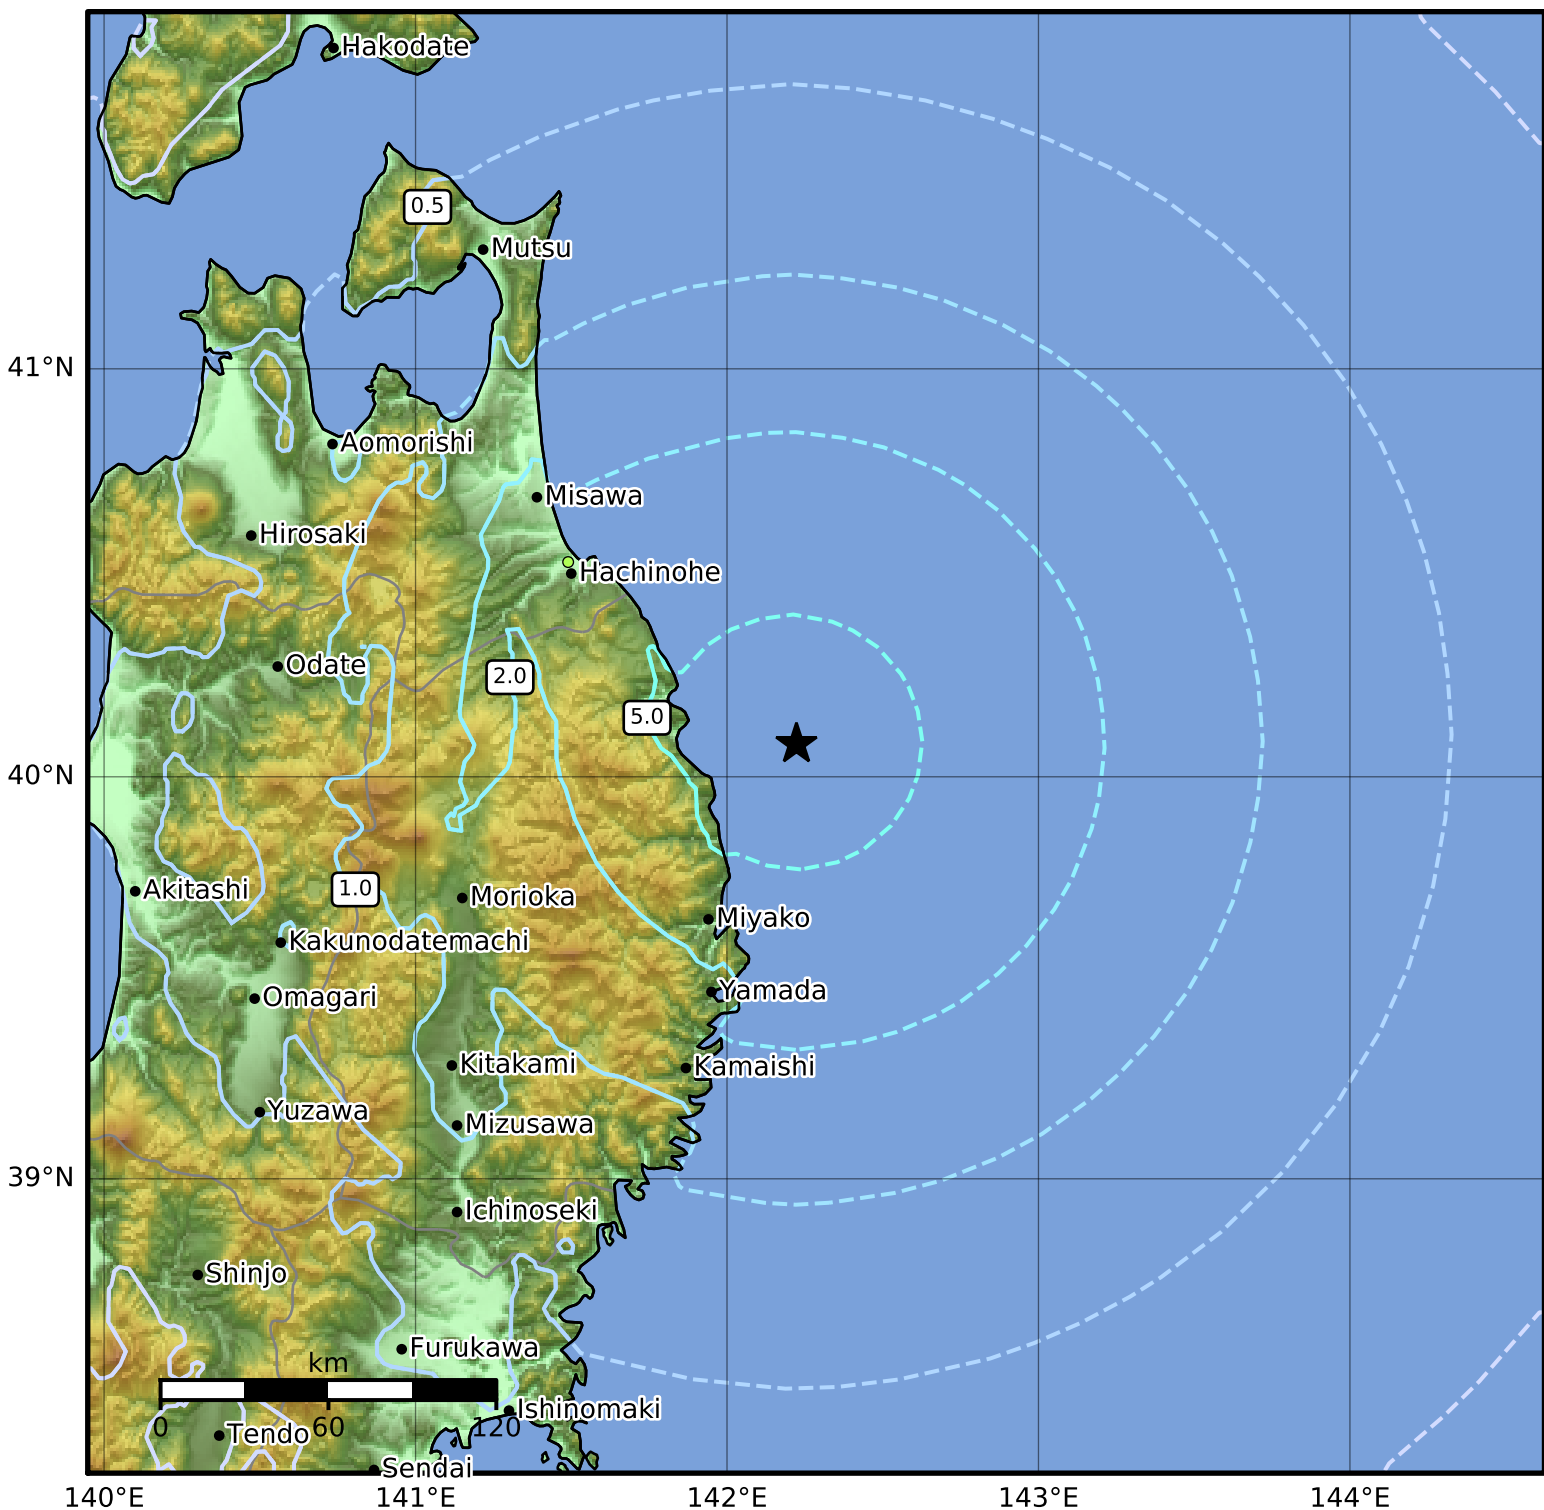 Hakodate
0.5
Mutsu
41°N
Aomorishi
Misawa
Hirosaki
Hachinohe
Odate
2.0
5.0
40°N
1.0
Akitashi
Morioka
Miyako
Kakunodatemachi
Omagari
Yamada
Kitakami
Kamaishi
Yuzawa
Mizusawa
39°N
Ichinoseki
Shinjo
Furukawa
km
0 60 120
Ishinomaki
Tendo
Sendai
140°E 141°E 142°E 143°E 144°E